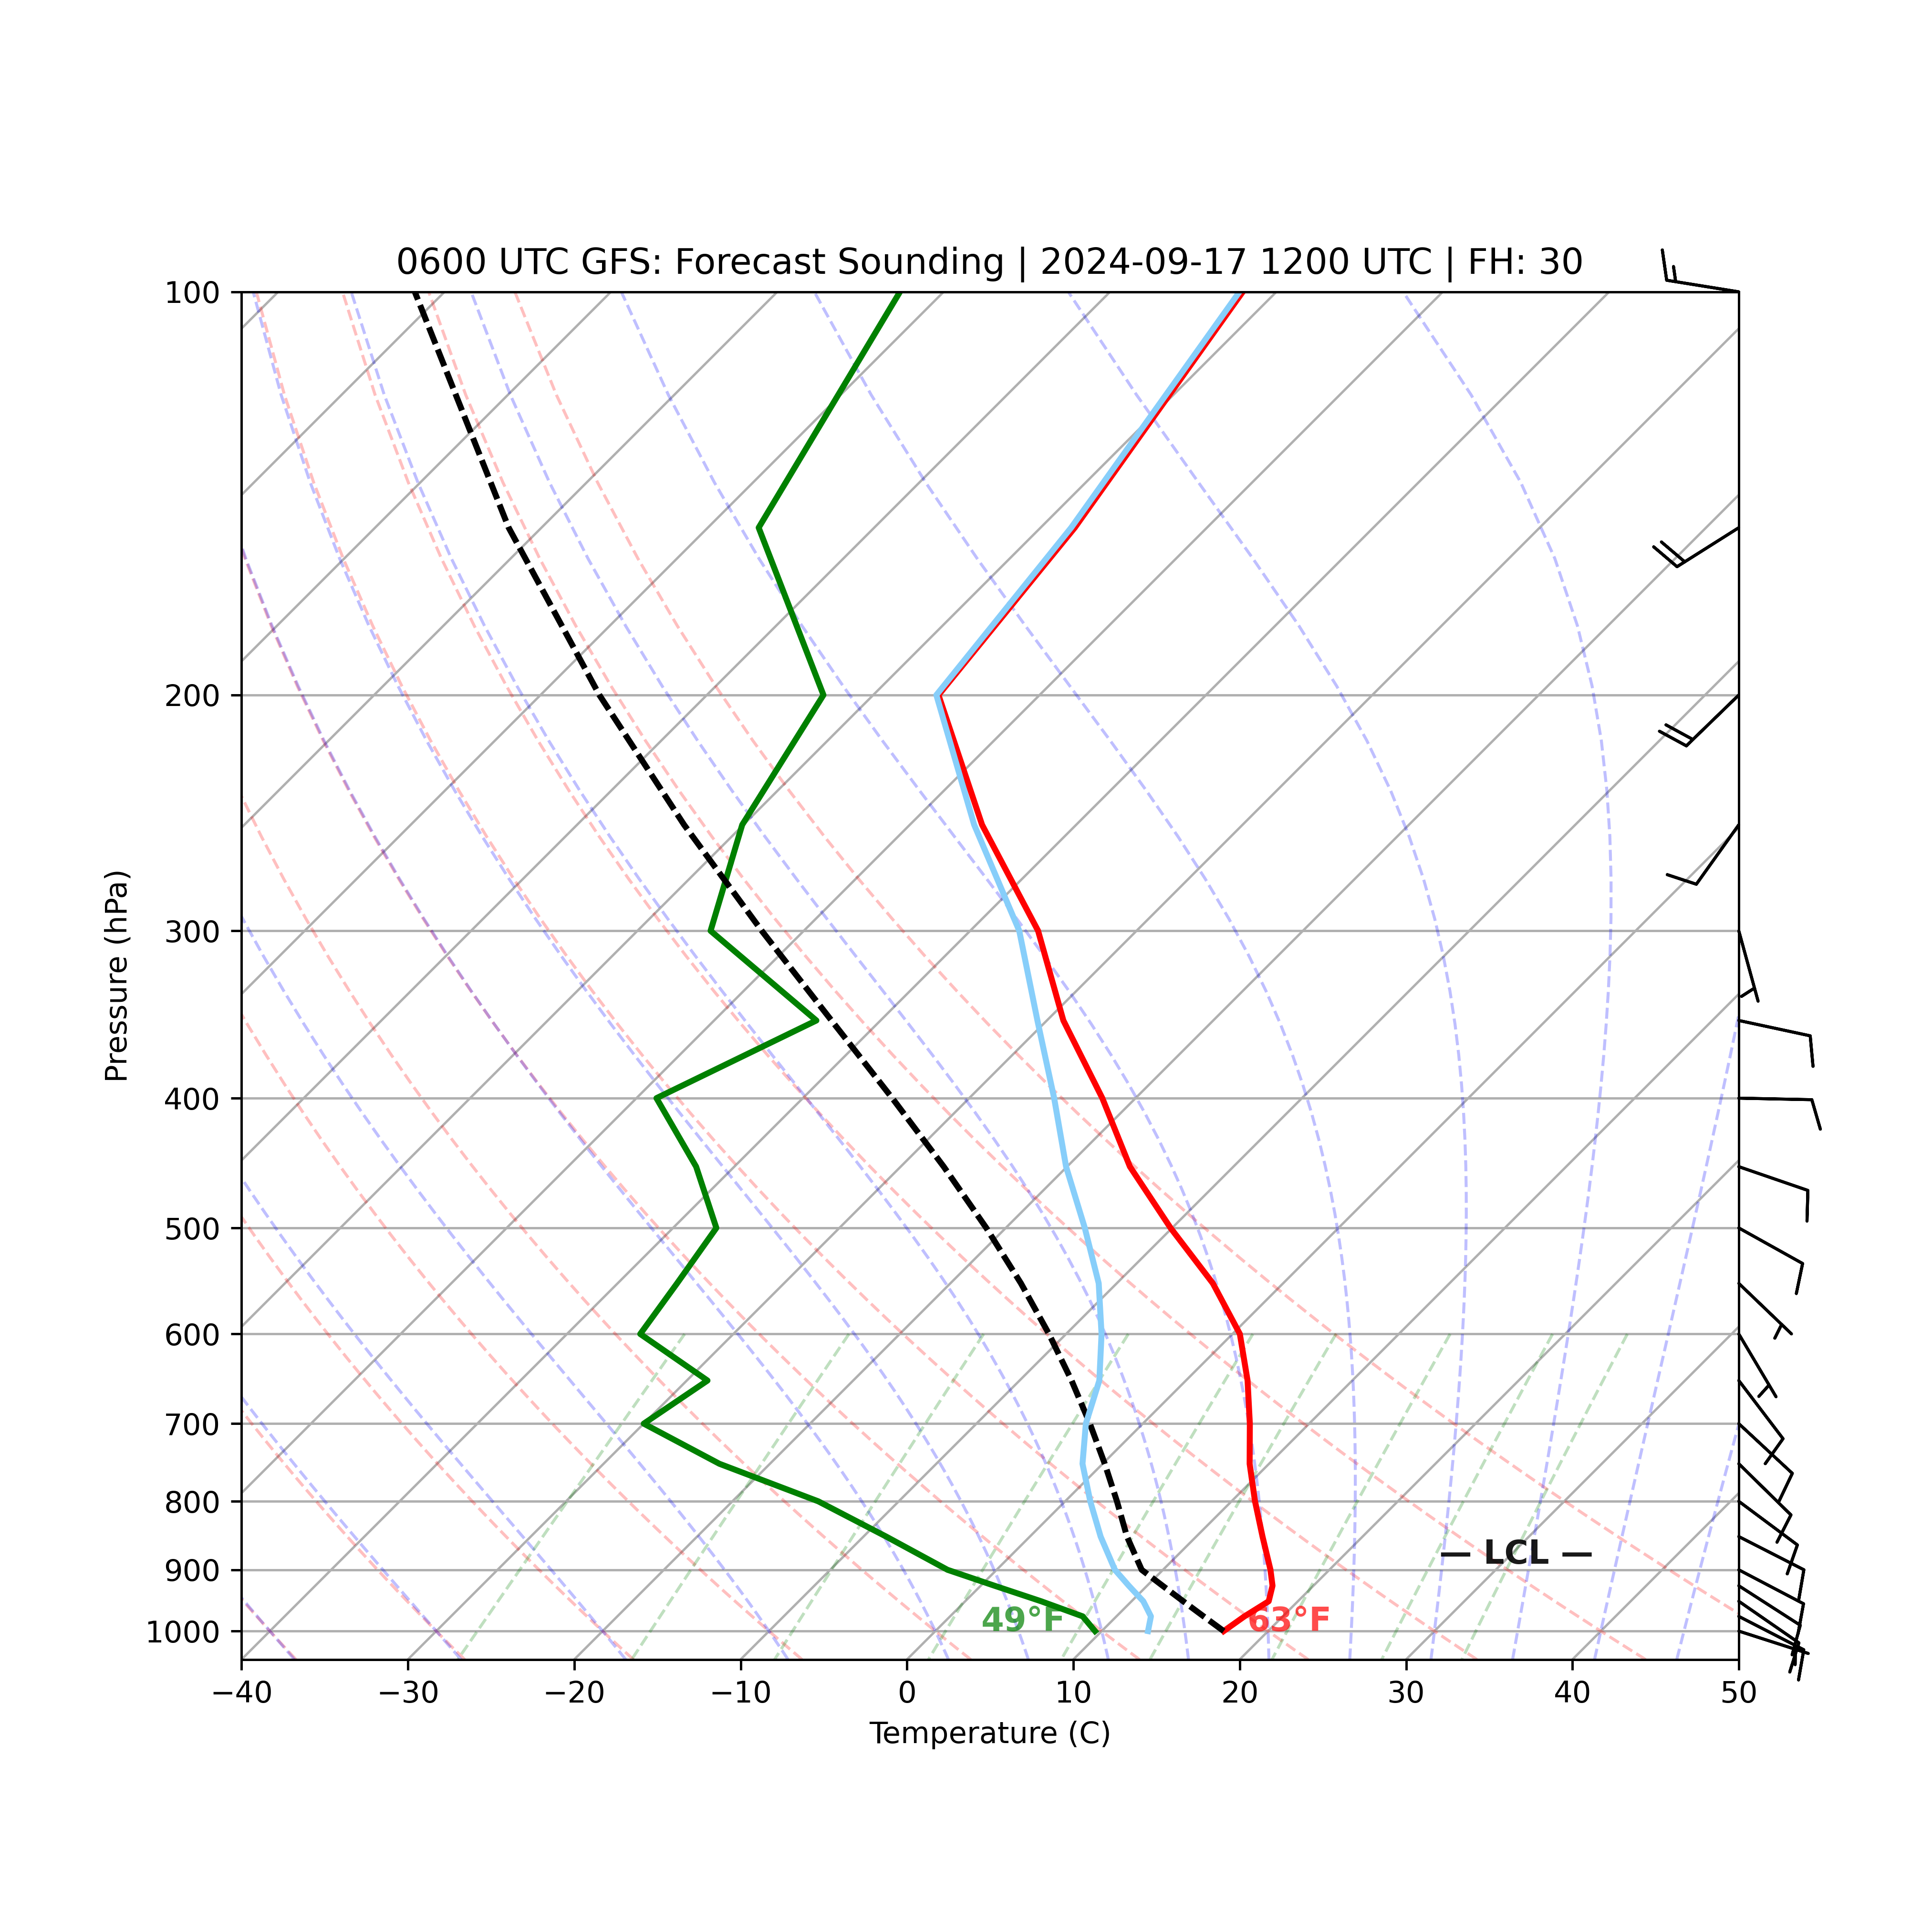 0600 UTC GFS: Forecast Sounding | 2024-09-17 1200 UTC | FH: 30
100
200
300
400
500
600
700
800
900
1000
Pressure (hPa)
— LCL —
49°F
63°F
−40 −30 −20 −10 0 10 20 30 40 50
Temperature (C)